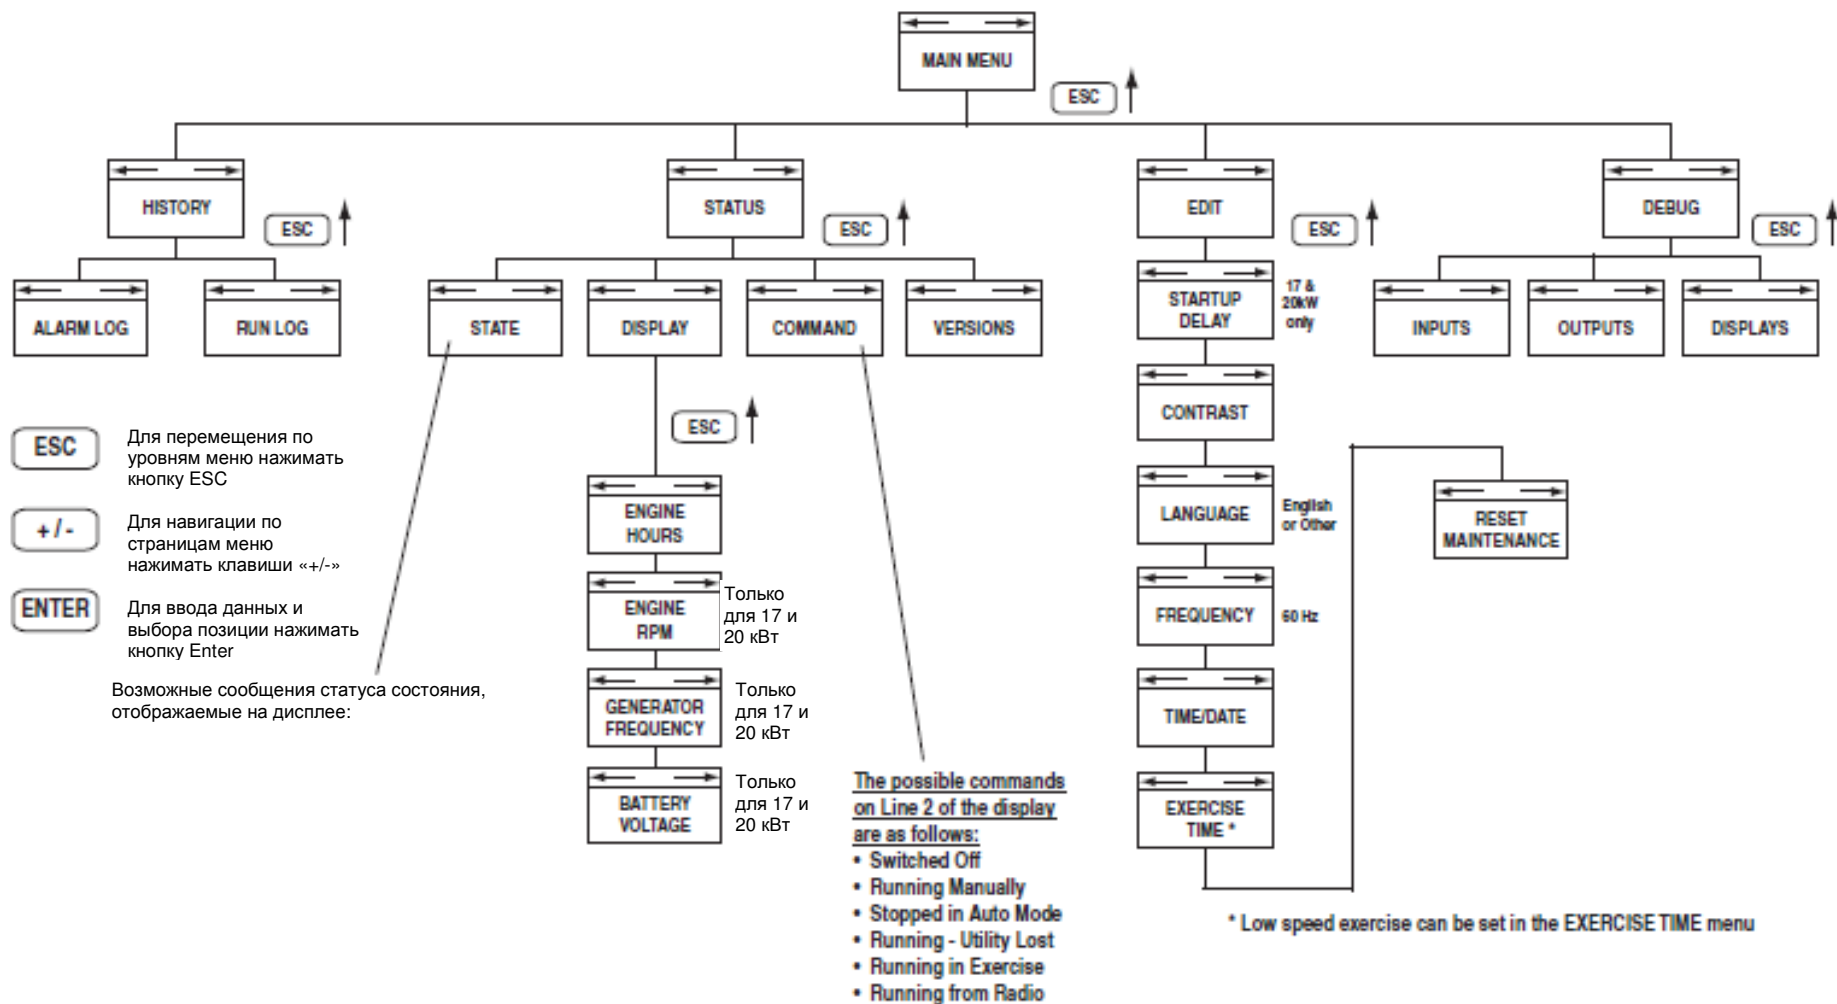 MAIN MENU
ESC
HISTORY
ESC
STATUS
ESC
EDIT
ESC
DEBUG
ESC
ALARM LOG
RUN LOG
STATE
DISPLAY
COMMAND
VERSIONS
STARTUP
DELAY
17 &
20kW
only
INPUTS
OUTPUTS
DISPLAYS
CONTRAST
ESC
ESC
Для перемещения по
уровням меню нажимать
кнопку ESC
+ / -
Для навигации по
страницам меню
нажимать клавиши «+/-»
ENTER
Для ввода данных и
выбора позиции нажимать
кнопку Enter
Возможные сообщения статуса состояния,
отображаемые на дисплее:
ENGINE
HOURS
ENGINE
RPM
Только
для 17 и
20 кВт
GENERATOR
FREQUENCY
Только
для 17 и
20 кВт
BATTERY
VOLTAGE
Только
для 17 и
20 кВт
The possible commands
on Line 2 of the display
are as follows:
• Switched Off
• Running Manually
• Stopped in Auto Mode
• Running - Utility Lost
• Running in Exercise
• Running from Radio
LANGUAGE
English
or Other
FREQUENCY
60 Hz
TIME/DATE
EXERCISE
TIME *
RESET
MAINTENANCE
* Low speed exercise can be set in the EXERCISE TIME menu